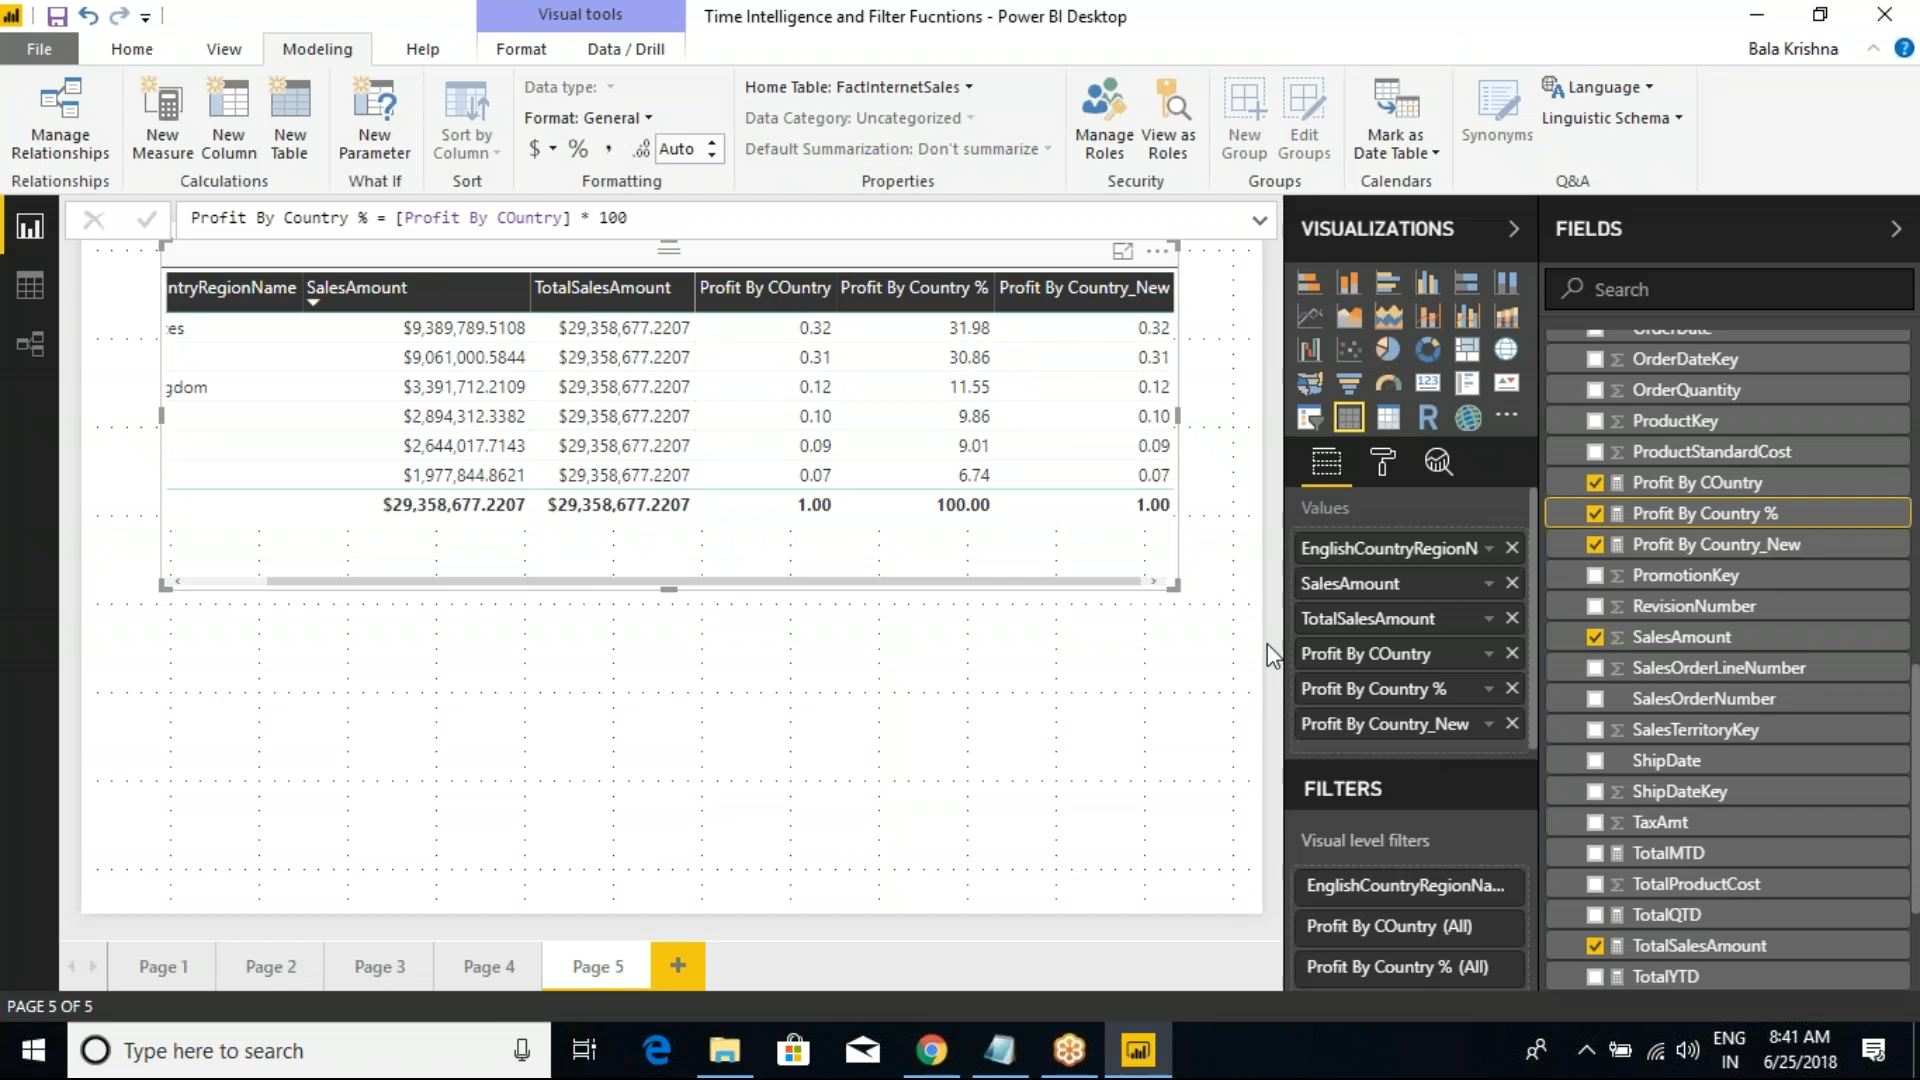 Visual tools
Time Intelligence and Filter Fucntions - Power BI Desktop
File Home View Modeling Help Format Data / Drill
Bala Krishna
Manage Relationships
New Measure
New Column
New Table
New Parameter
Sort by Column
Data type:
Format: General
$ % , .00 Auto
Home Table: FactInternetSales
Data Category: Uncategorized
Default Summarization: Don't summarize
Manage Roles
View as Roles
New Group
Edit Groups
Mark as Date Table
Synonyms
Language
Linguistic Schema
Relationships Calculations What If Sort Formatting Properties Security Groups Calendars Q&A
Profit By Country % = [Profit By COuntry] * 100
ntryRegionName SalesAmount TotalSalesAmount Profit By COuntry Profit By Country % Profit By Country_New
es $9,389,789.5108 $29,358,677.2207 0.32 31.98 0.32
$9,061,000.5844 $29,358,677.2207 0.31 30.86 0.31
gdom $3,391,712.2109 $29,358,677.2207 0.12 11.55 0.12
$2,894,312.3382 $29,358,677.2207 0.10 9.86 0.10
$2,644,017.7143 $29,358,677.2207 0.09 9.01 0.09
$1,977,844.8621 $29,358,677.2207 0.07 6.74 0.07
$29,358,677.2207 $29,358,677.2207 1.00 100.00 1.00
VISUALIZATIONS
123
R
Values
EnglishCountryRegionN
SalesAmount
TotalSalesAmount
Profit By COuntry
Profit By Country %
Profit By Country_New
FILTERS
Visual level filters
EnglishCountryRegionNa...
Profit By COuntry (All)
Profit By Country % (All)
FIELDS
Search
OrderDate
OrderDateKey
OrderQuantity
ProductKey
ProductStandardCost
Profit By COuntry
Profit By Country %
Profit By Country_New
PromotionKey
RevisionNumber
SalesAmount
SalesOrderLineNumber
SalesOrderNumber
SalesTerritoryKey
ShipDate
ShipDateKey
TaxAmt
TotalMTD
TotalProductCost
TotalQTD
TotalSalesAmount
TotalYTD
Page 1 Page 2 Page 3 Page 4 Page 5 +
PAGE 5 OF 5
Type here to search
ENG
IN
8:41 AM
6/25/2018